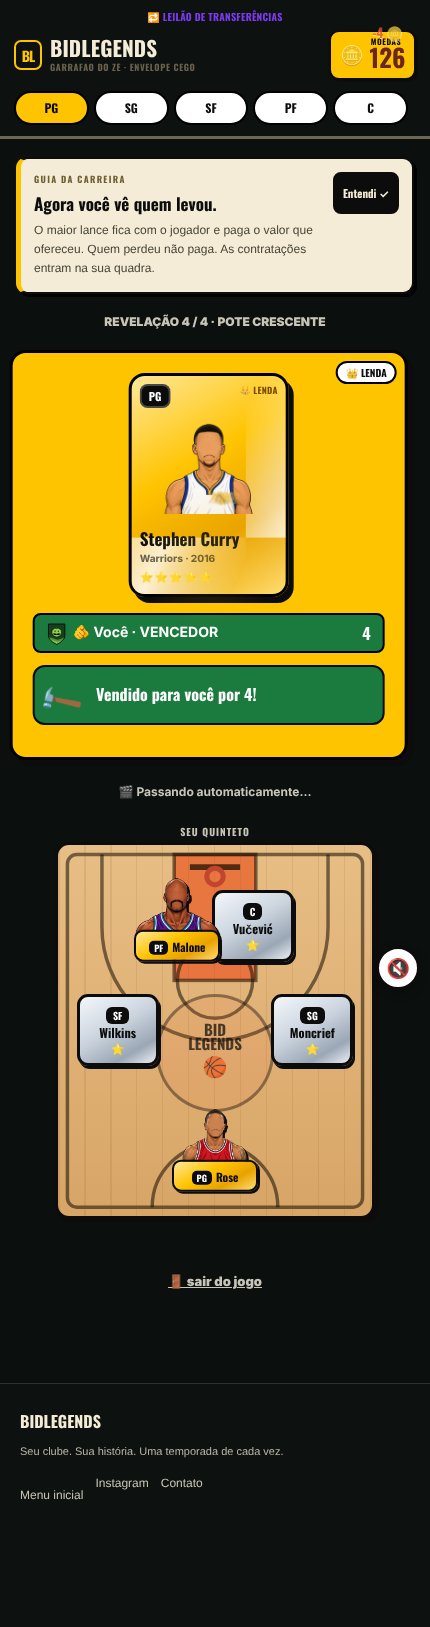 🔁 LEILÃO DE TRANSFERÊNCIAS
BL
BIDLEGENDS
GARRAFAO DO ZE · ENVELOPE CEGO
-4
MOEDAS
126
PG
SG
SF
PF
C
GUIA DA CARREIRA
Agora você vê quem levou.
O maior lance fica com o jogador e paga o valor que
ofereceu. Quem perdeu não paga. As contratações
entram na sua quadra.
Entendi ✓
REVELAÇÃO 4 / 4 · POTE CRESCENTE
👑 LENDA
PG
👑 LENDA
Stephen Curry
Warriors · 2016
⭐⭐⭐⭐⭐
🫵 Você · VENCEDOR
4
Vendido para você por 4!
🎬 Passando automaticamente...
SEU QUINTETO
C
Vučević
⭐
PF Malone
SF
Wilkins
⭐
SG
Moncrief
⭐
BID
LEGENDS
🏀
PG Rose
🚪 sair do jogo
BIDLEGENDS
Seu clube. Sua história. Uma temporada de cada vez.
Menu inicial
Instagram
Contato